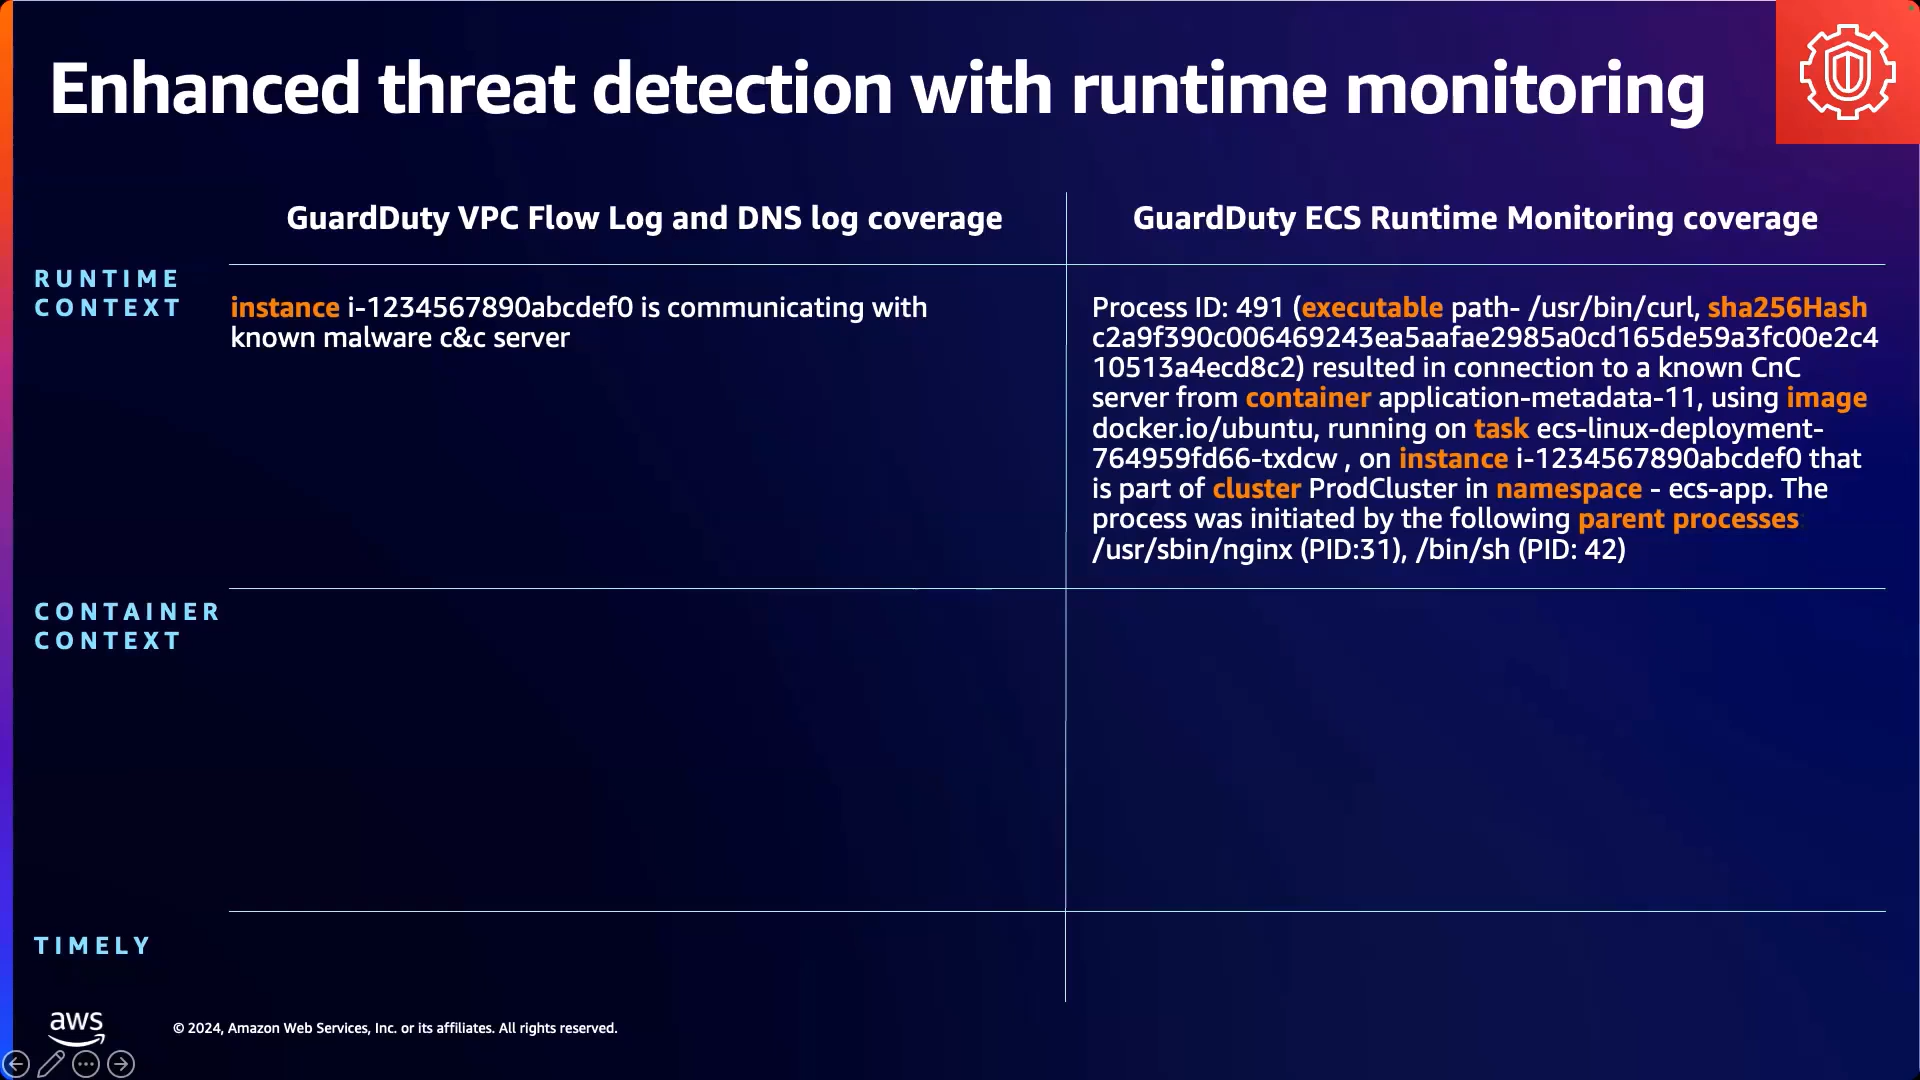 Enhanced threat detection with runtime monitoring
GuardDuty VPC Flow Log and DNS log coverage
GuardDuty ECS Runtime Monitoring coverage
RUNTIME
CONTEXT
instance i-1234567890abcdef0 is communicating with
known malware c&c server
Process ID: 491 (executable path- /usr/bin/curl, sha256Hash
c2a9f390c006469243ea5aafae2985a0cd165de59a3fc00e2c4
10513a4ecd8c2) resulted in connection to a known CnC
server from container application-metadata-11, using image
docker.io/ubuntu, running on task ecs-linux-deployment-
764959fd66-txdcw , on instance i-1234567890abcdef0 that
is part of cluster ProdCluster in namespace - ecs-app. The
process was initiated by the following parent processes
/usr/sbin/nginx (PID:31), /bin/sh (PID: 42)
CONTAINER
CONTEXT
TIMELY
aws
© 2024, Amazon Web Services, Inc. or its affiliates. All rights reserved.